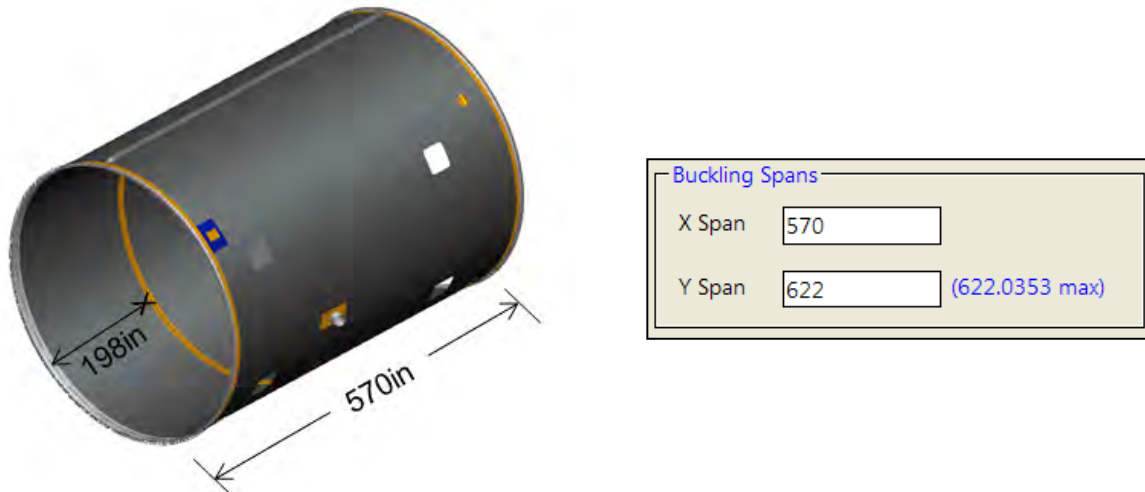 198in
570in
Buckling Spans
X Span 570
Y Span 622 (622.0353 max)